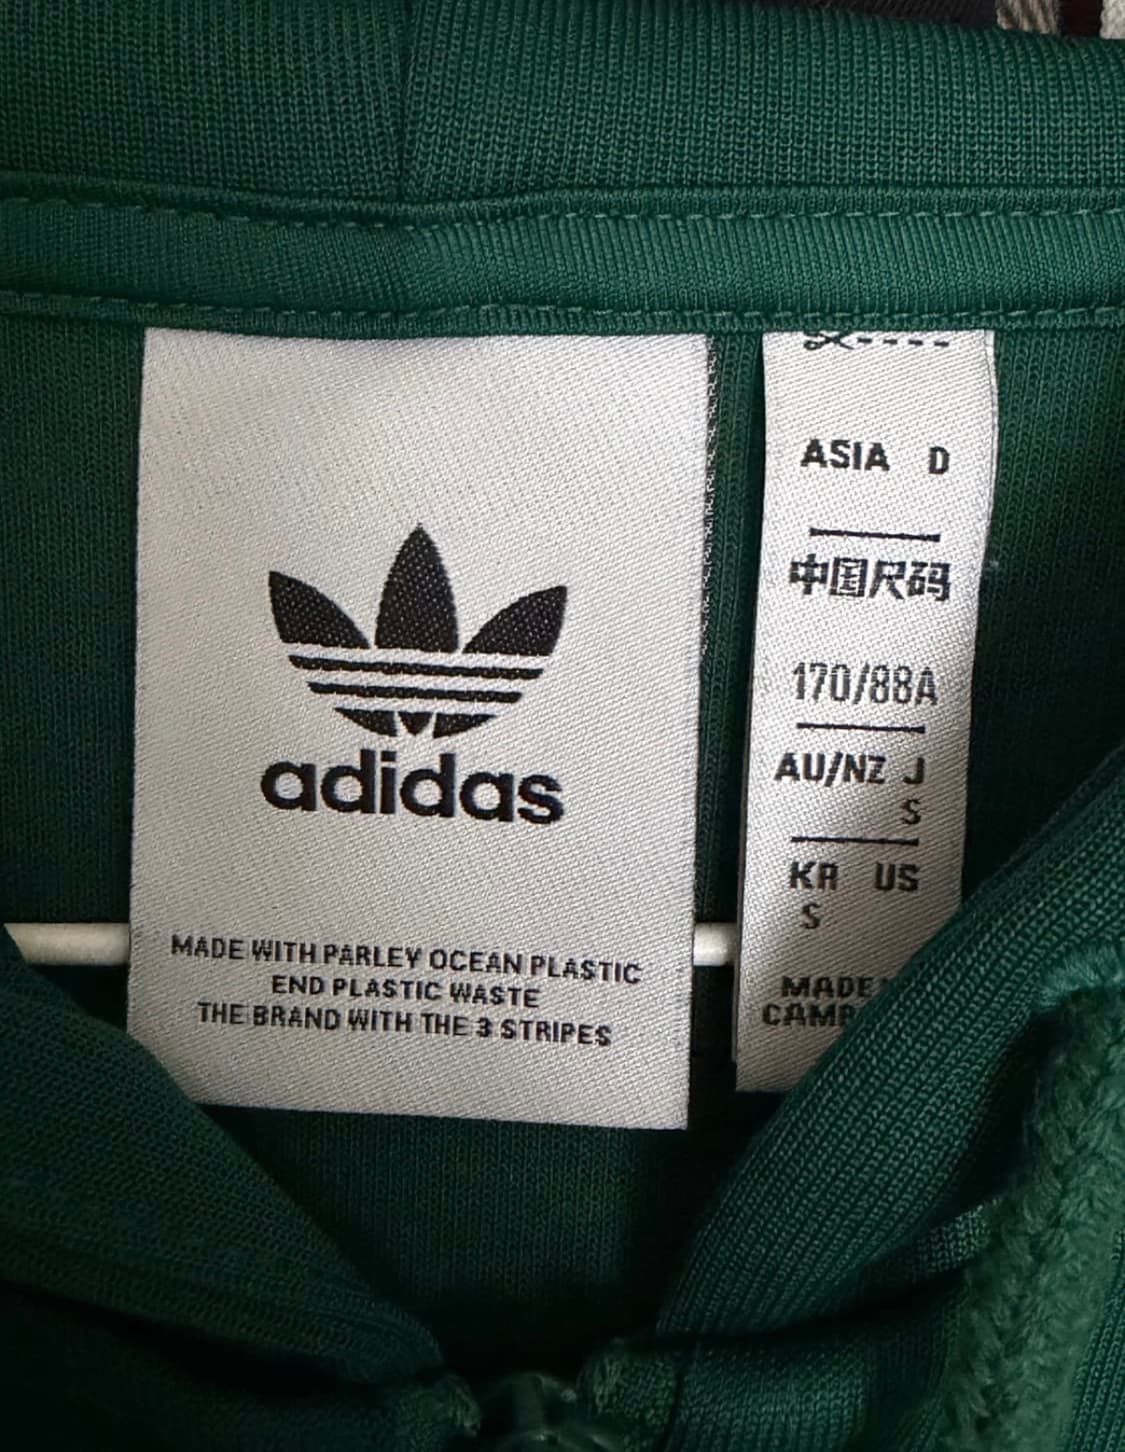 adidas
MADE WITH PARLEY OCEAN PLASTIC
END PLASTIC WASTE
THE BRAND WITH THE 3 STRIPES
ASIA D
中国尺码
170/88A
AU/NZ J
S
KR US
S
MADE